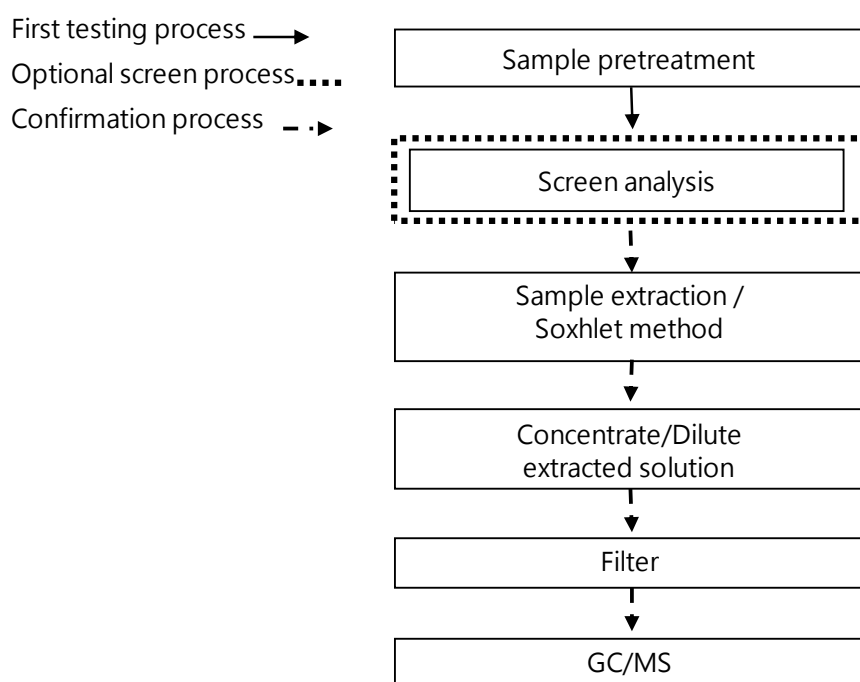 First testing process
Optional screen process
Confirmation process
Sample pretreatment
Screen analysis
Sample extraction /
Soxhlet method
Concentrate/Dilute
extracted solution
Filter
GC/MS